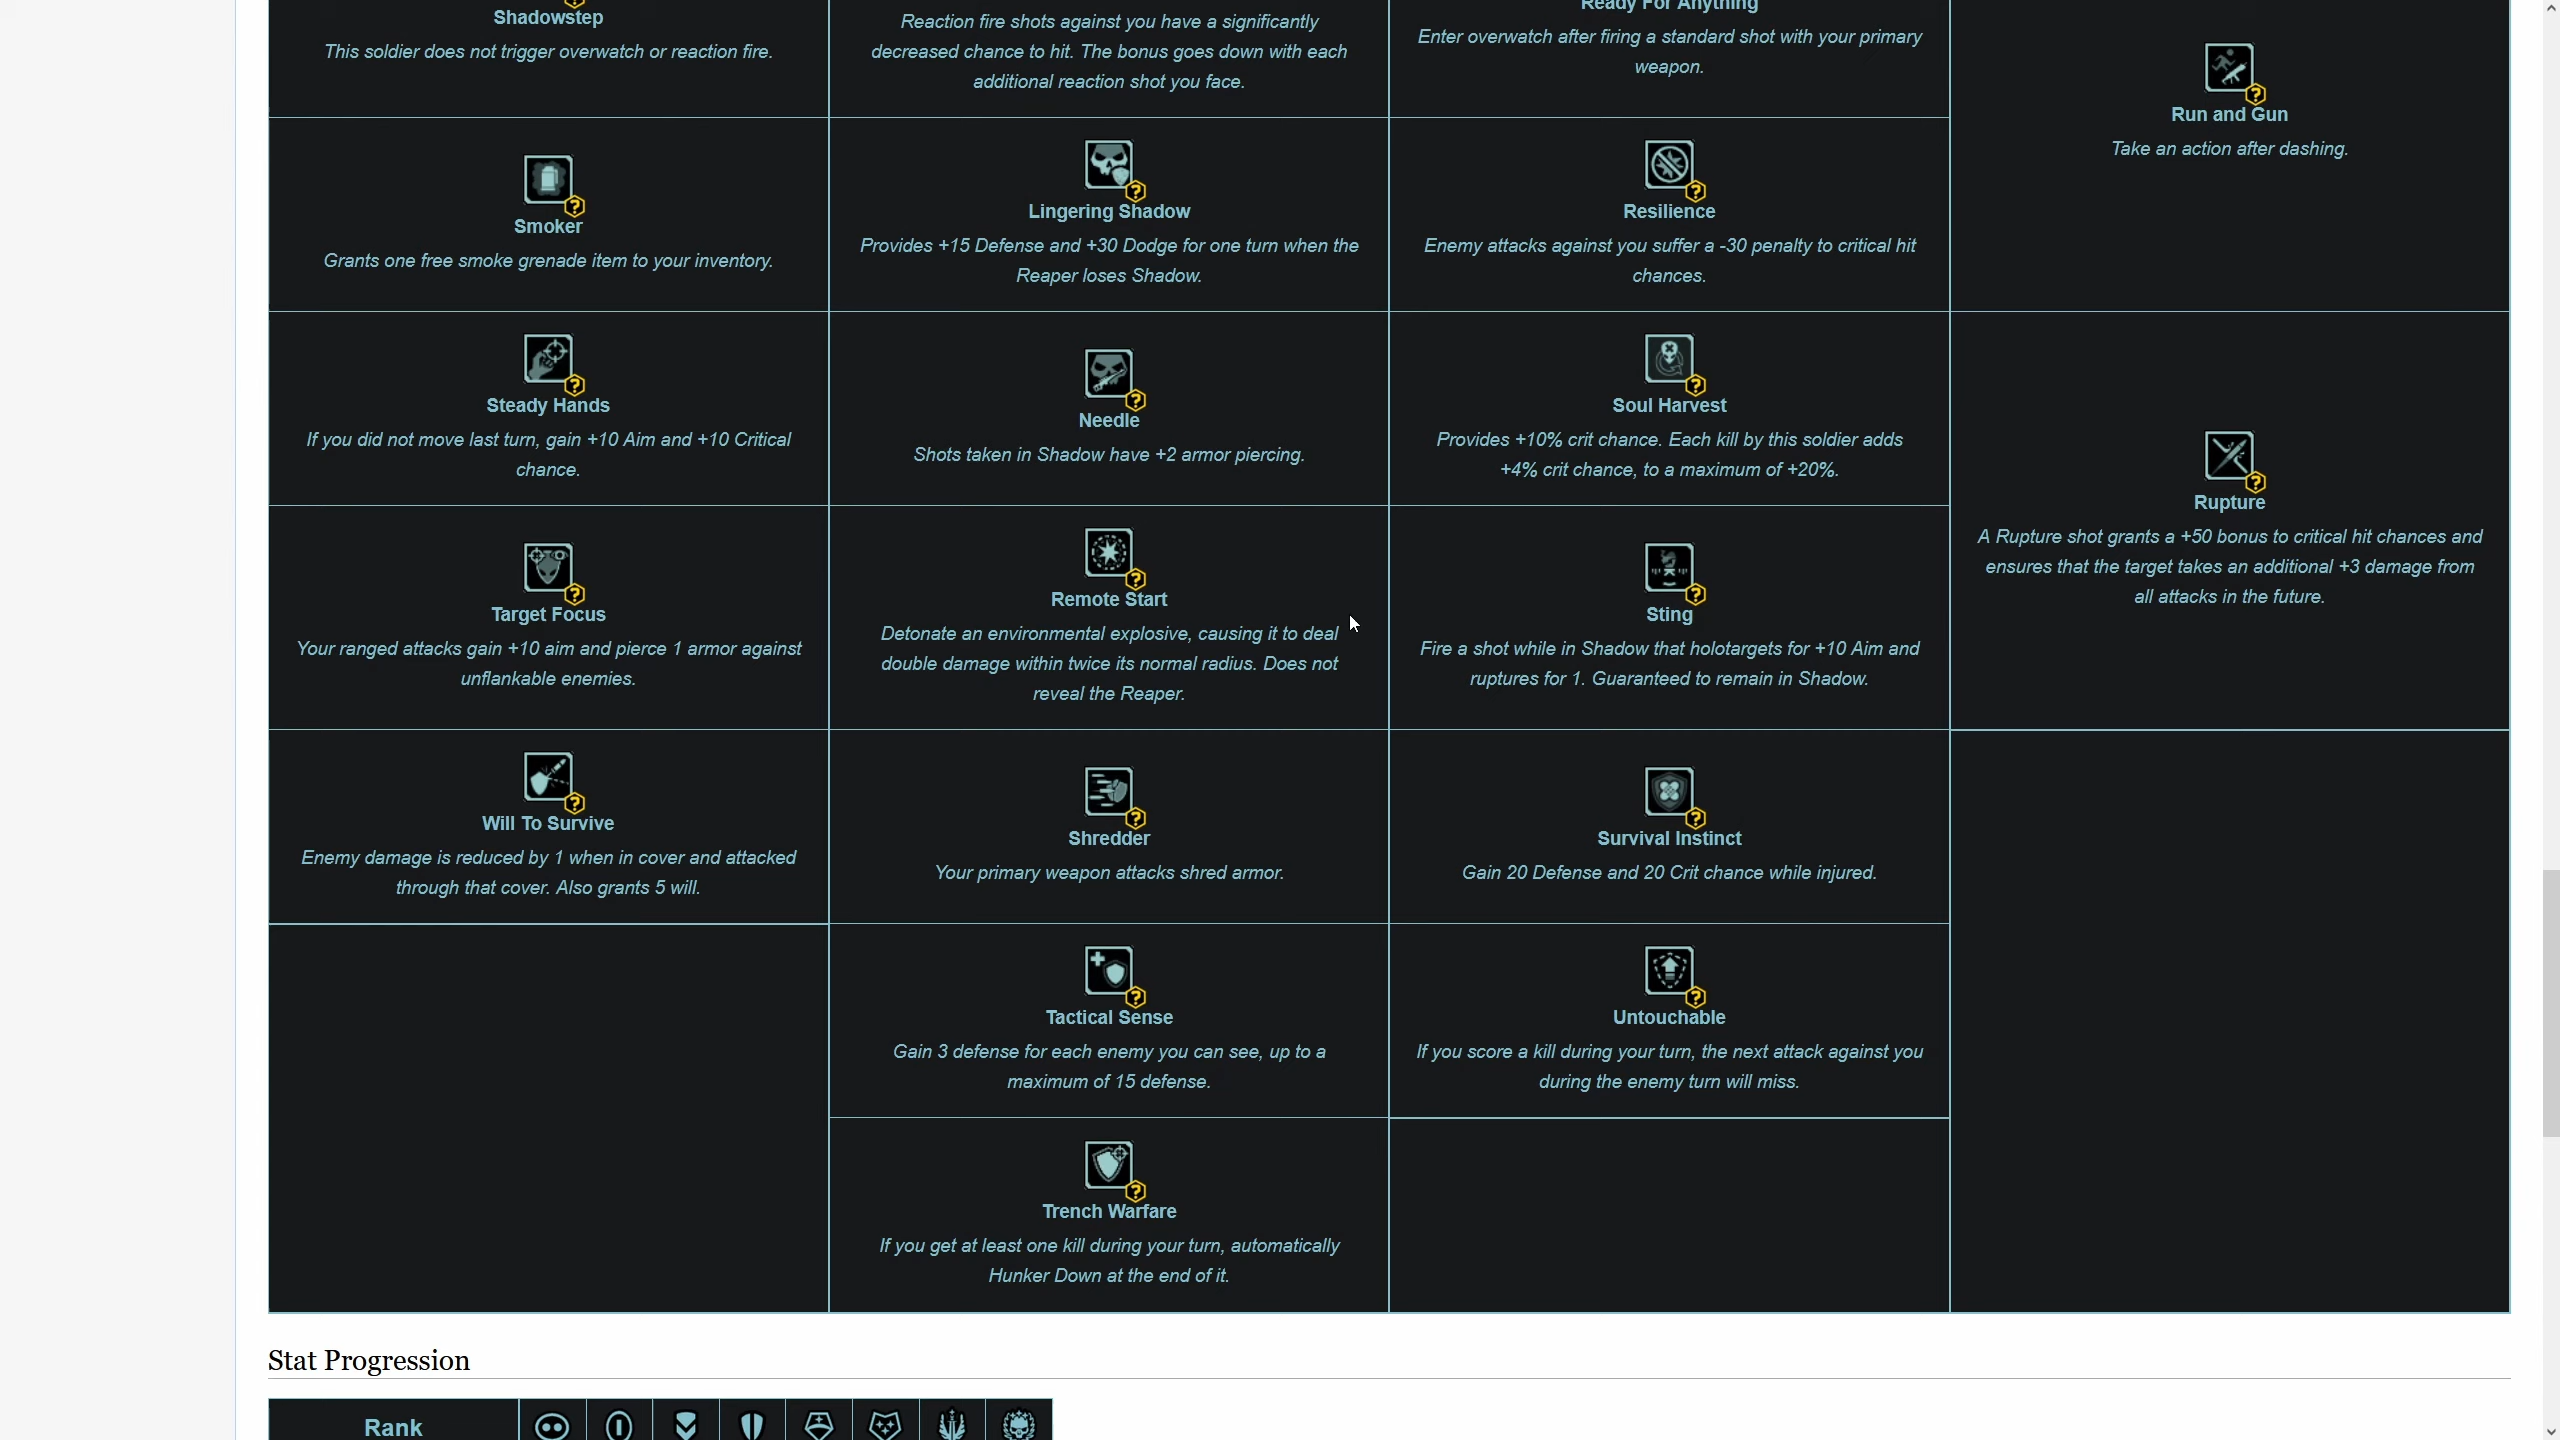 Shadowstep
This soldier does not trigger overwatch or reaction fire.
Reaction fire shots against you have a significantly
decreased chance to hit. The bonus goes down with each
additional reaction shot you face.
Ready For Anything
Enter overwatch after firing a standard shot with your primary
weapon.
Run and Gun
Take an action after dashing.
Smoker
Grants one free smoke grenade item to your inventory.
Lingering Shadow
Provides +15 Defense and +30 Dodge for one turn when the
Reaper loses Shadow.
Resilience
Enemy attacks against you suffer a -30 penalty to critical hit
chances.
Steady Hands
If you did not move last turn, gain +10 Aim and +10 Critical
chance.
Needle
Shots taken in Shadow have +2 armor piercing.
Soul Harvest
Provides +10% crit chance. Each kill by this soldier adds
+4% crit chance, to a maximum of +20%.
Rupture
A Rupture shot grants a +50 bonus to critical hit chances and
ensures that the target takes an additional +3 damage from
all attacks in the future.
Target Focus
Your ranged attacks gain +10 aim and pierce 1 armor against
unflankable enemies.
Remote Start
Detonate an environmental explosive, causing it to deal
double damage within twice its normal radius. Does not
reveal the Reaper.
Sting
Fire a shot while in Shadow that holotargets for +10 Aim and
ruptures for 1. Guaranteed to remain in Shadow.
Will To Survive
Enemy damage is reduced by 1 when in cover and attacked
through that cover. Also grants 5 will.
Shredder
Your primary weapon attacks shred armor.
Survival Instinct
Gain 20 Defense and 20 Crit chance while injured.
Tactical Sense
Gain 3 defense for each enemy you can see, up to a
maximum of 15 defense.
Untouchable
If you score a kill during your turn, the next attack against you
during the enemy turn will miss.
Trench Warfare
If you get at least one kill during your turn, automatically
Hunker Down at the end of it.
Stat Progression
Rank